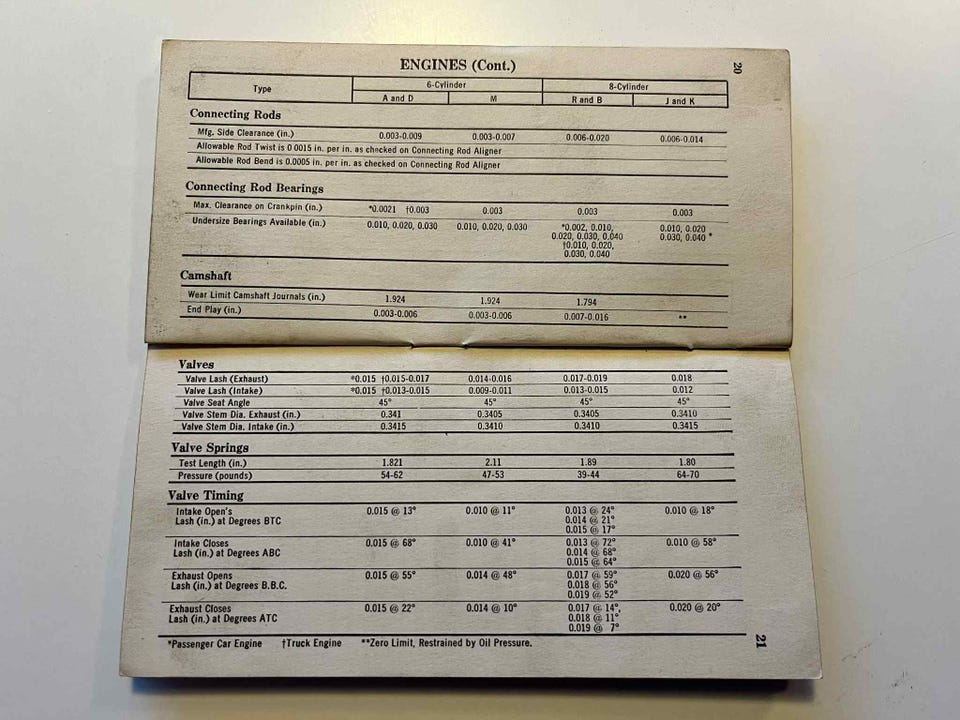 ENGINES (Cont.) 20
Type 6-Cylinder 8-Cylinder
A and D M R and B J and K
Connecting Rods
Mfg. Side Clearance (in.) 0.003-0.009 0.003-0.007 0.006-0.020 0.006-0.014
Allowable Rod Twist is 0 0015 in. per in. as checked on Connecting Rod Aligner
Allowable Rod Bend is 0.0005 in. per in. as checked on Connecting Rod Aligner
Connecting Rod Bearings
Max. Clearance on Crankpin (in.) *0.0021 †0.003 0.003 0.003 0.003
Undersize Bearings Available (in.) 0.010, 0.020, 0.030 0.010, 0.020, 0.030 *0.002, 0.010, 0.010, 0.020
0.020, 0.030, 0.040 0.030, 0.040 *
†0.010, 0.020,
0.030, 0.040
Camshaft
Wear Limit Camshaft Journals (in.) 1.924 1.924 1.794
End Play (in.) 0.003-0.006 0.003-0.006 0.007-0.016 **
Valves
Valve Lash (Exhaust) *0.015 †0.015-0.017 0.014-0.016 0.017-0.019 0.018
Valve Lash (Intake) *0.015 †0.013-0.015 0.009-0.011 0.013-0.015 0.012
Valve Seat Angle 45° 45° 45° 45°
Valve Stem Dia. Exhaust (in.) 0.341 0.3405 0.3405 0.3410
Valve Stem Dia. Intake (in.) 0.3415 0.3410 0.3410 0.3415
Valve Springs
Test Length (in.) 1.821 2.11 1.89 1.80
Pressure (pounds) 54-62 47-53 39-44 64-70
Valve Timing
Intake Open's 0.015 @ 13° 0.010 @ 11° 0.013 @ 24° 0.010 @ 18°
Lash (in.) at Degrees BTC 0.014 @ 21°
0.015 @ 17°
Intake Closes 0.015 @ 68° 0.010 @ 41° 0.013 @ 72° 0.010 @ 58°
Lash (in.) at Degrees ABC 0.014 @ 68°
0.015 @ 64°
Exhaust Opens 0.015 @ 55° 0.014 @ 48° 0.017 @ 59° 0.020 @ 56°
Lash (in.) at Degrees B.B.C. 0.018 @ 56°
0.019 @ 52°
Exhaust Closes 0.015 @ 22° 0.014 @ 10° 0.017 @ 14°, 0.020 @ 20°
Lash (in.) at Degrees ATC 0.018 @ 11°
0.019 @ 7°
*Passenger Car Engine †Truck Engine **Zero Limit, Restrained by Oil Pressure. 21